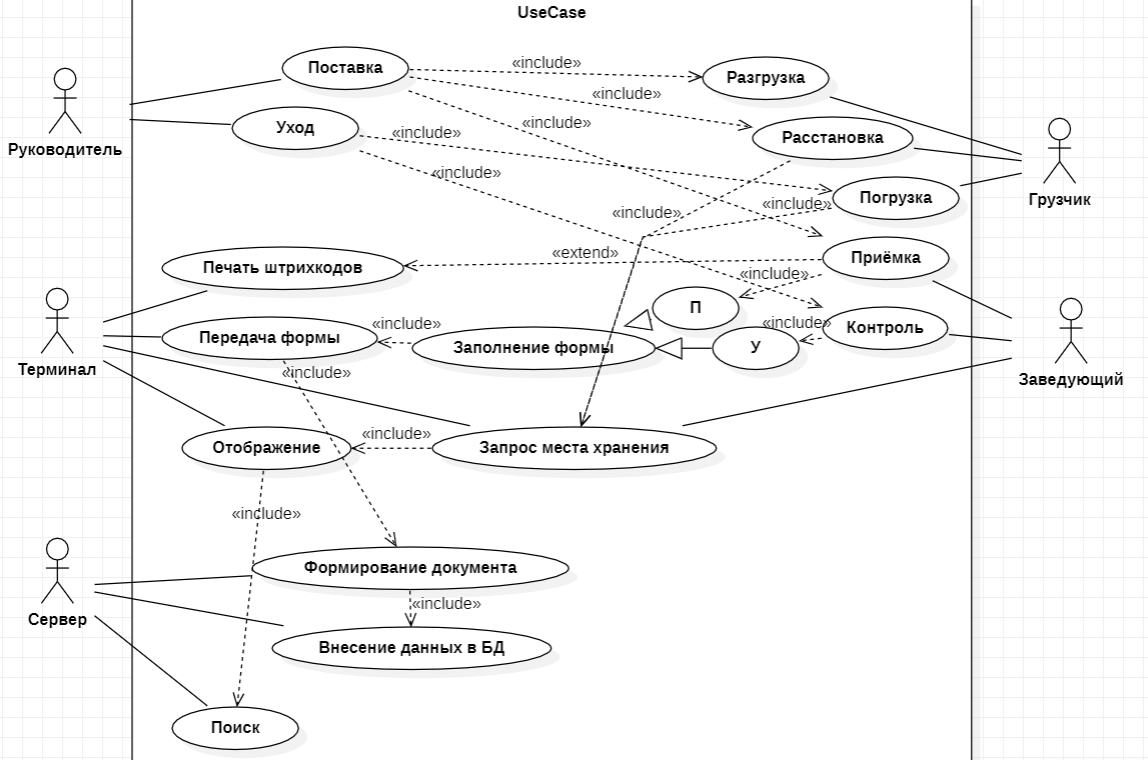 UseCase
Поставка
«include»
Разгрузка
«include»
Уход
«include»
«include»
Расстановка
Руководитель
«include»
Погрузка
Грузчик
«include»
«include»
Печать штрихкодов
«extend»
Приёмка
«include»
П
Передача формы
«include»
Заполнение формы
У
«include»
Контроль
Терминал
«include»
Заведующий
Отображение
«include»
Запрос места хранения
«include»
Формирование документа
«include»
Сервер
Внесение данных в БД
Поиск